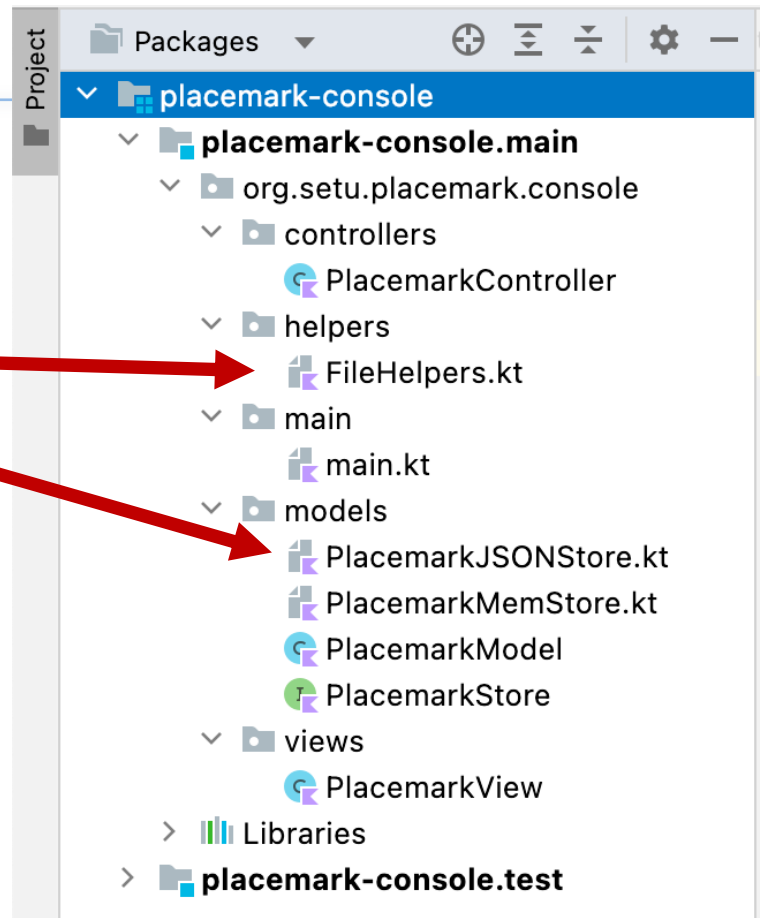 Project
Packages
placemark-console
placemark-console.main
org.setu.placemark.console
controllers
PlacemarkController
helpers
FileHelpers.kt
main
main.kt
models
PlacemarkJSONStore.kt
PlacemarkMemStore.kt
PlacemarkModel
PlacemarkStore
views
PlacemarkView
Libraries
placemark-console.test